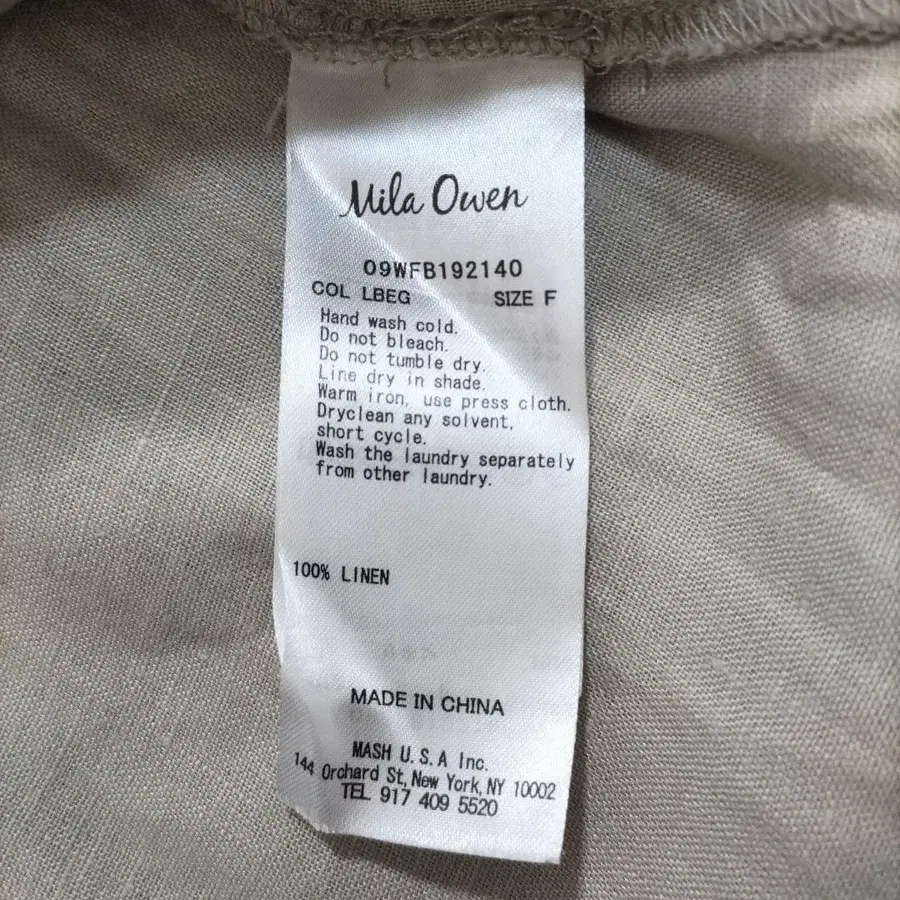 Mila Owen
09WFB192140
COL LBEG SIZE F
Hand wash cold.
Do not bleach.
Do not tumble dry.
Line dry in shade.
Warm iron, use press cloth.
Dryclean any solvent,
short cycle.
Wash the laundry separately
from other laundry.
100% LINEN
MADE IN CHINA
MASH U.S.A Inc.
144 Orchard St, New York, NY 10002
TEL 917 409 5520